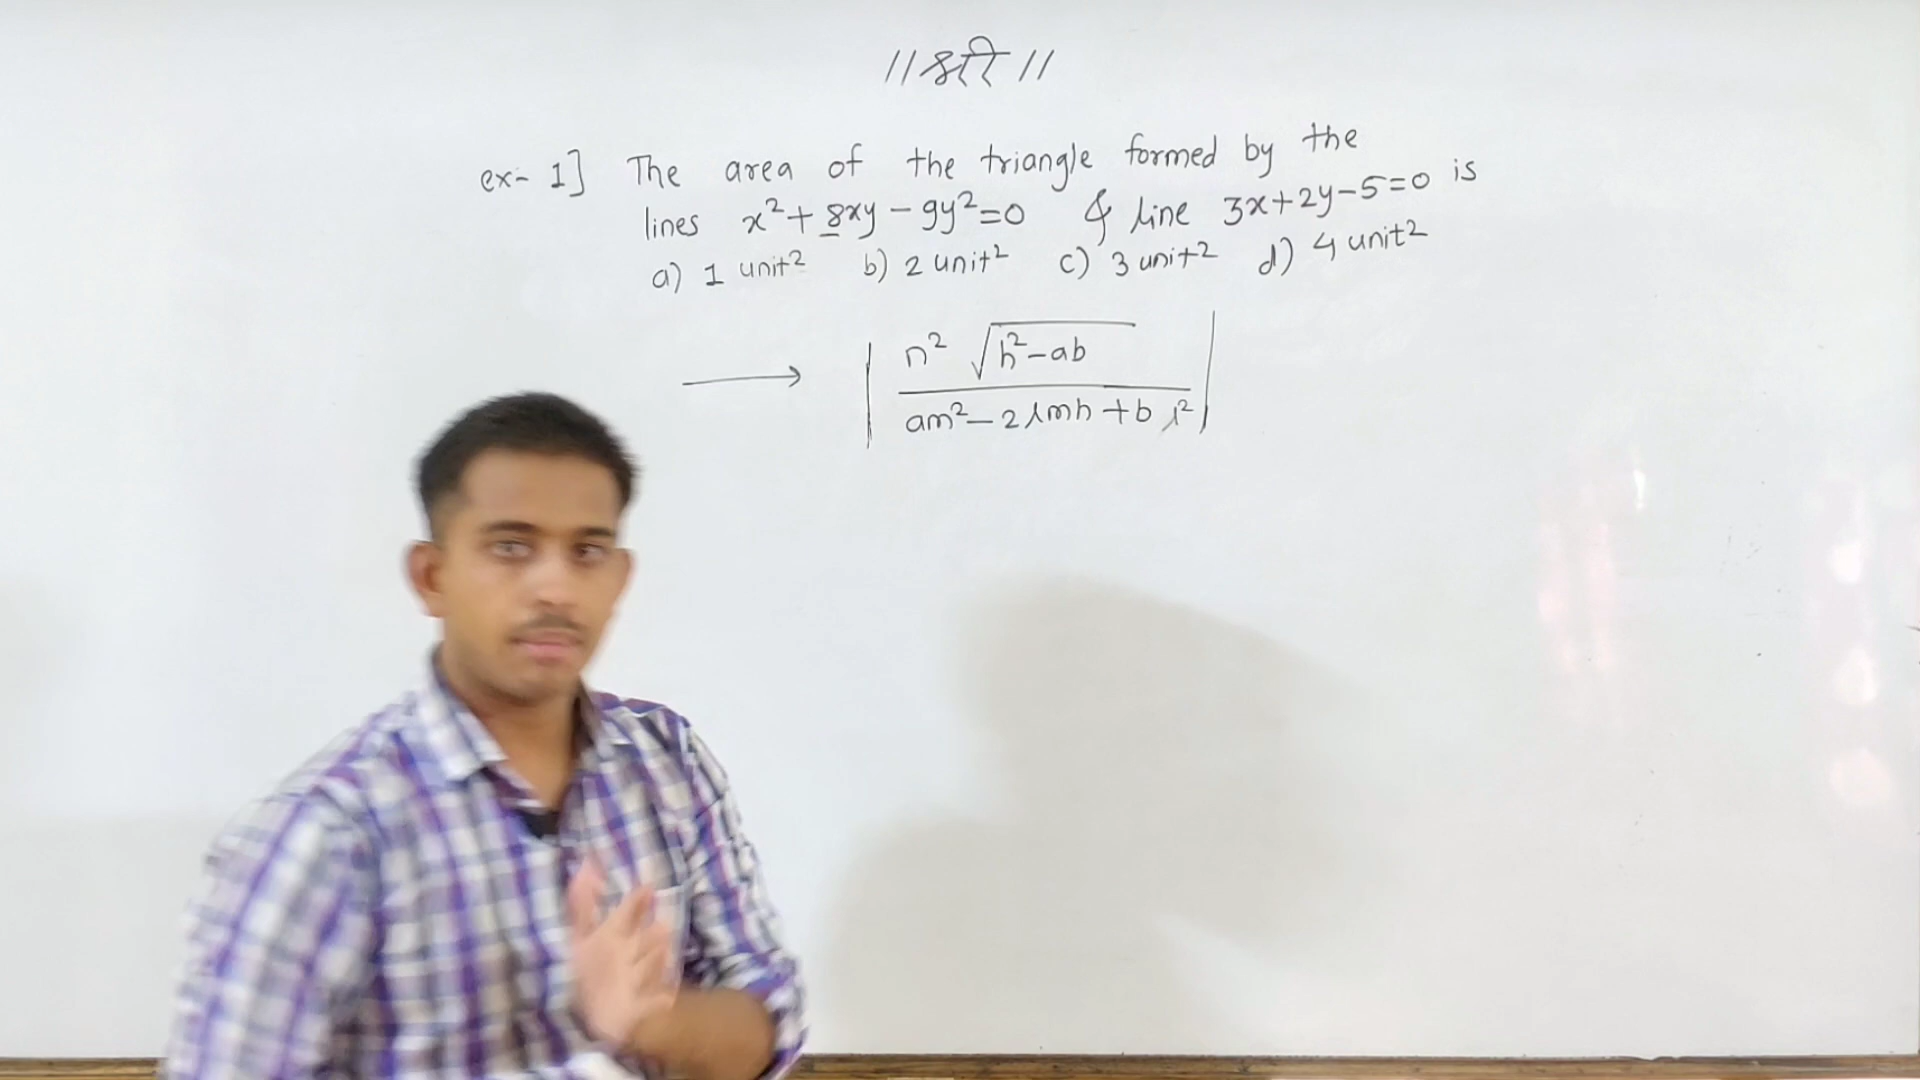 ॥ श्री ॥
ex- 1] The area of the triangle formed by the
lines x²+8xy-9y²=0 & line 3x+2y-5=0 is
a) 1 unit² b) 2 unit² c) 3 unit² d) 4 unit²
→ | n² √(h²-ab) / am²-2lmh+bl² |